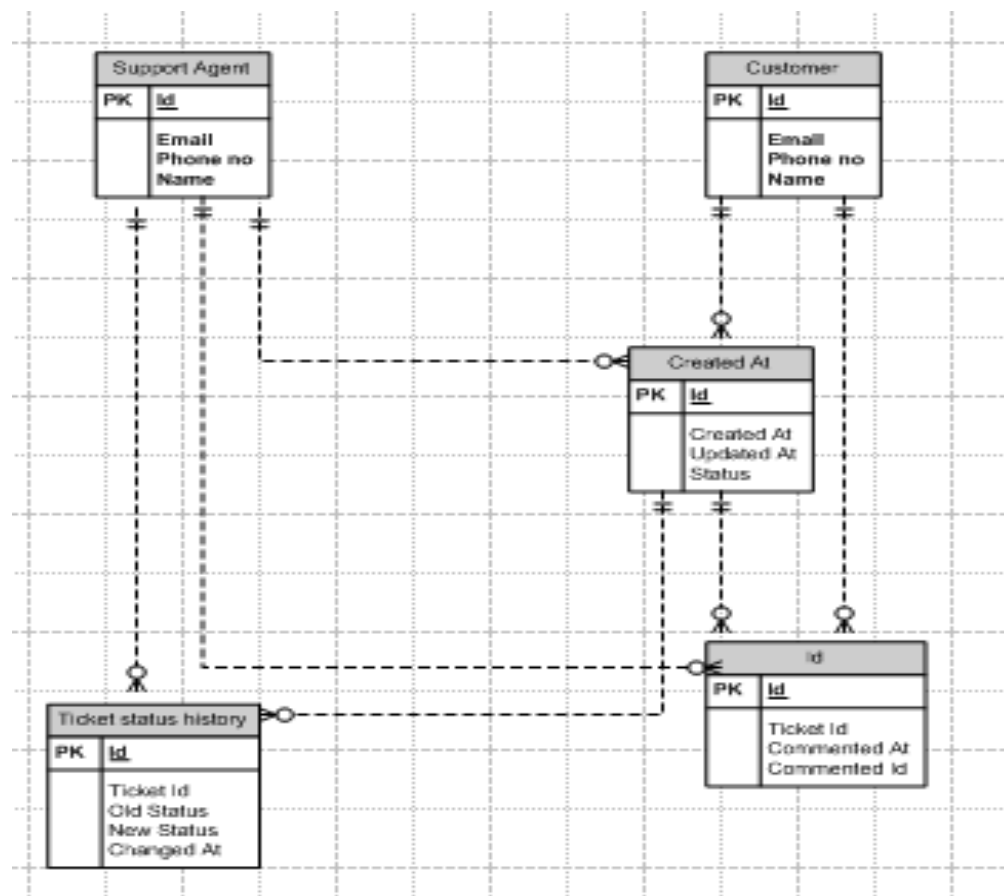 Support Agent
PK Id
Email
Phone no
Name
Customer
PK Id
Email
Phone no
Name
Created At
PK Id
Created At
Updated At
Status
Id
PK Id
Ticket Id
Commented At
Commented Id
Ticket status history
PK Id
Ticket Id
Old Status
New Status
Changed At